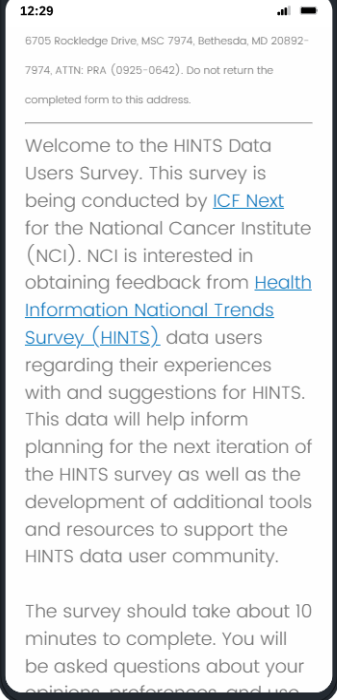 12:29
6705 Rockledge Drive, MSC 7974, Bethesda, MD 20892-
7974, ATTN: PRA (0925-0642). Do not return the
completed form to this address.
Welcome to the HINTS Data
Users Survey. This survey is
being conducted by ICF Next
for the National Cancer Institute
(NCI). NCI is interested in
obtaining feedback from Health
Information National Trends
Survey (HINTS) data users
regarding their experiences
with and suggestions for HINTS.
This data will help inform
planning for the next iteration of
the HINTS survey as well as the
development of additional tools
and resources to support the
HINTS data user community.
The survey should take about 10
minutes to complete. You will
be asked questions about your
opinions, preferences, and use